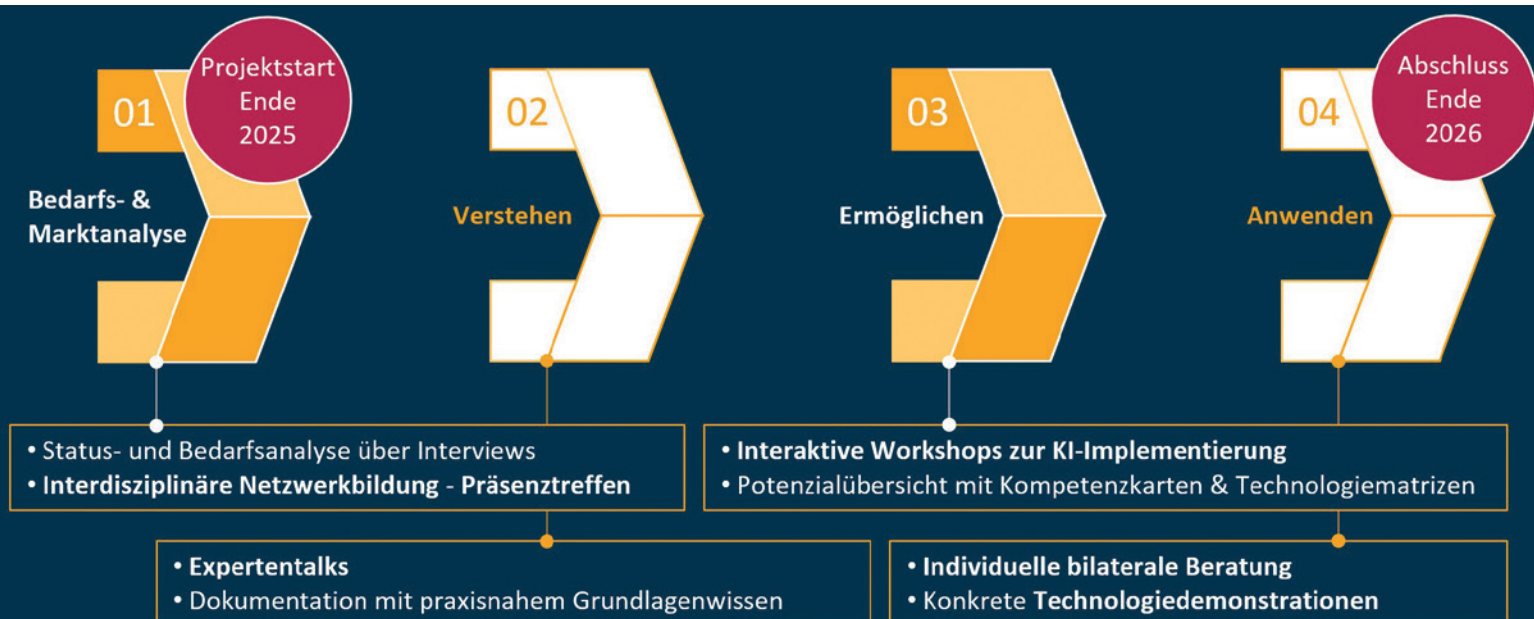 01
Projektstart
Ende
2025
Bedarfs- &
Marktanalyse
02
Verstehen
03
Ermöglichen
04
Abschluss
Ende
2026
Anwenden
• Status- und Bedarfsanalyse über Interviews
• Interdisziplinäre Netzwerkbildung - Präsenztreffen
• Interaktive Workshops zur KI-Implementierung
• Potenzialübersicht mit Kompetenzkarten & Technologiematrizen
• Expertentalks
• Dokumentation mit praxisnahem Grundlagenwissen
• Individuelle bilaterale Beratung
• Konkrete Technologiedemonstrationen